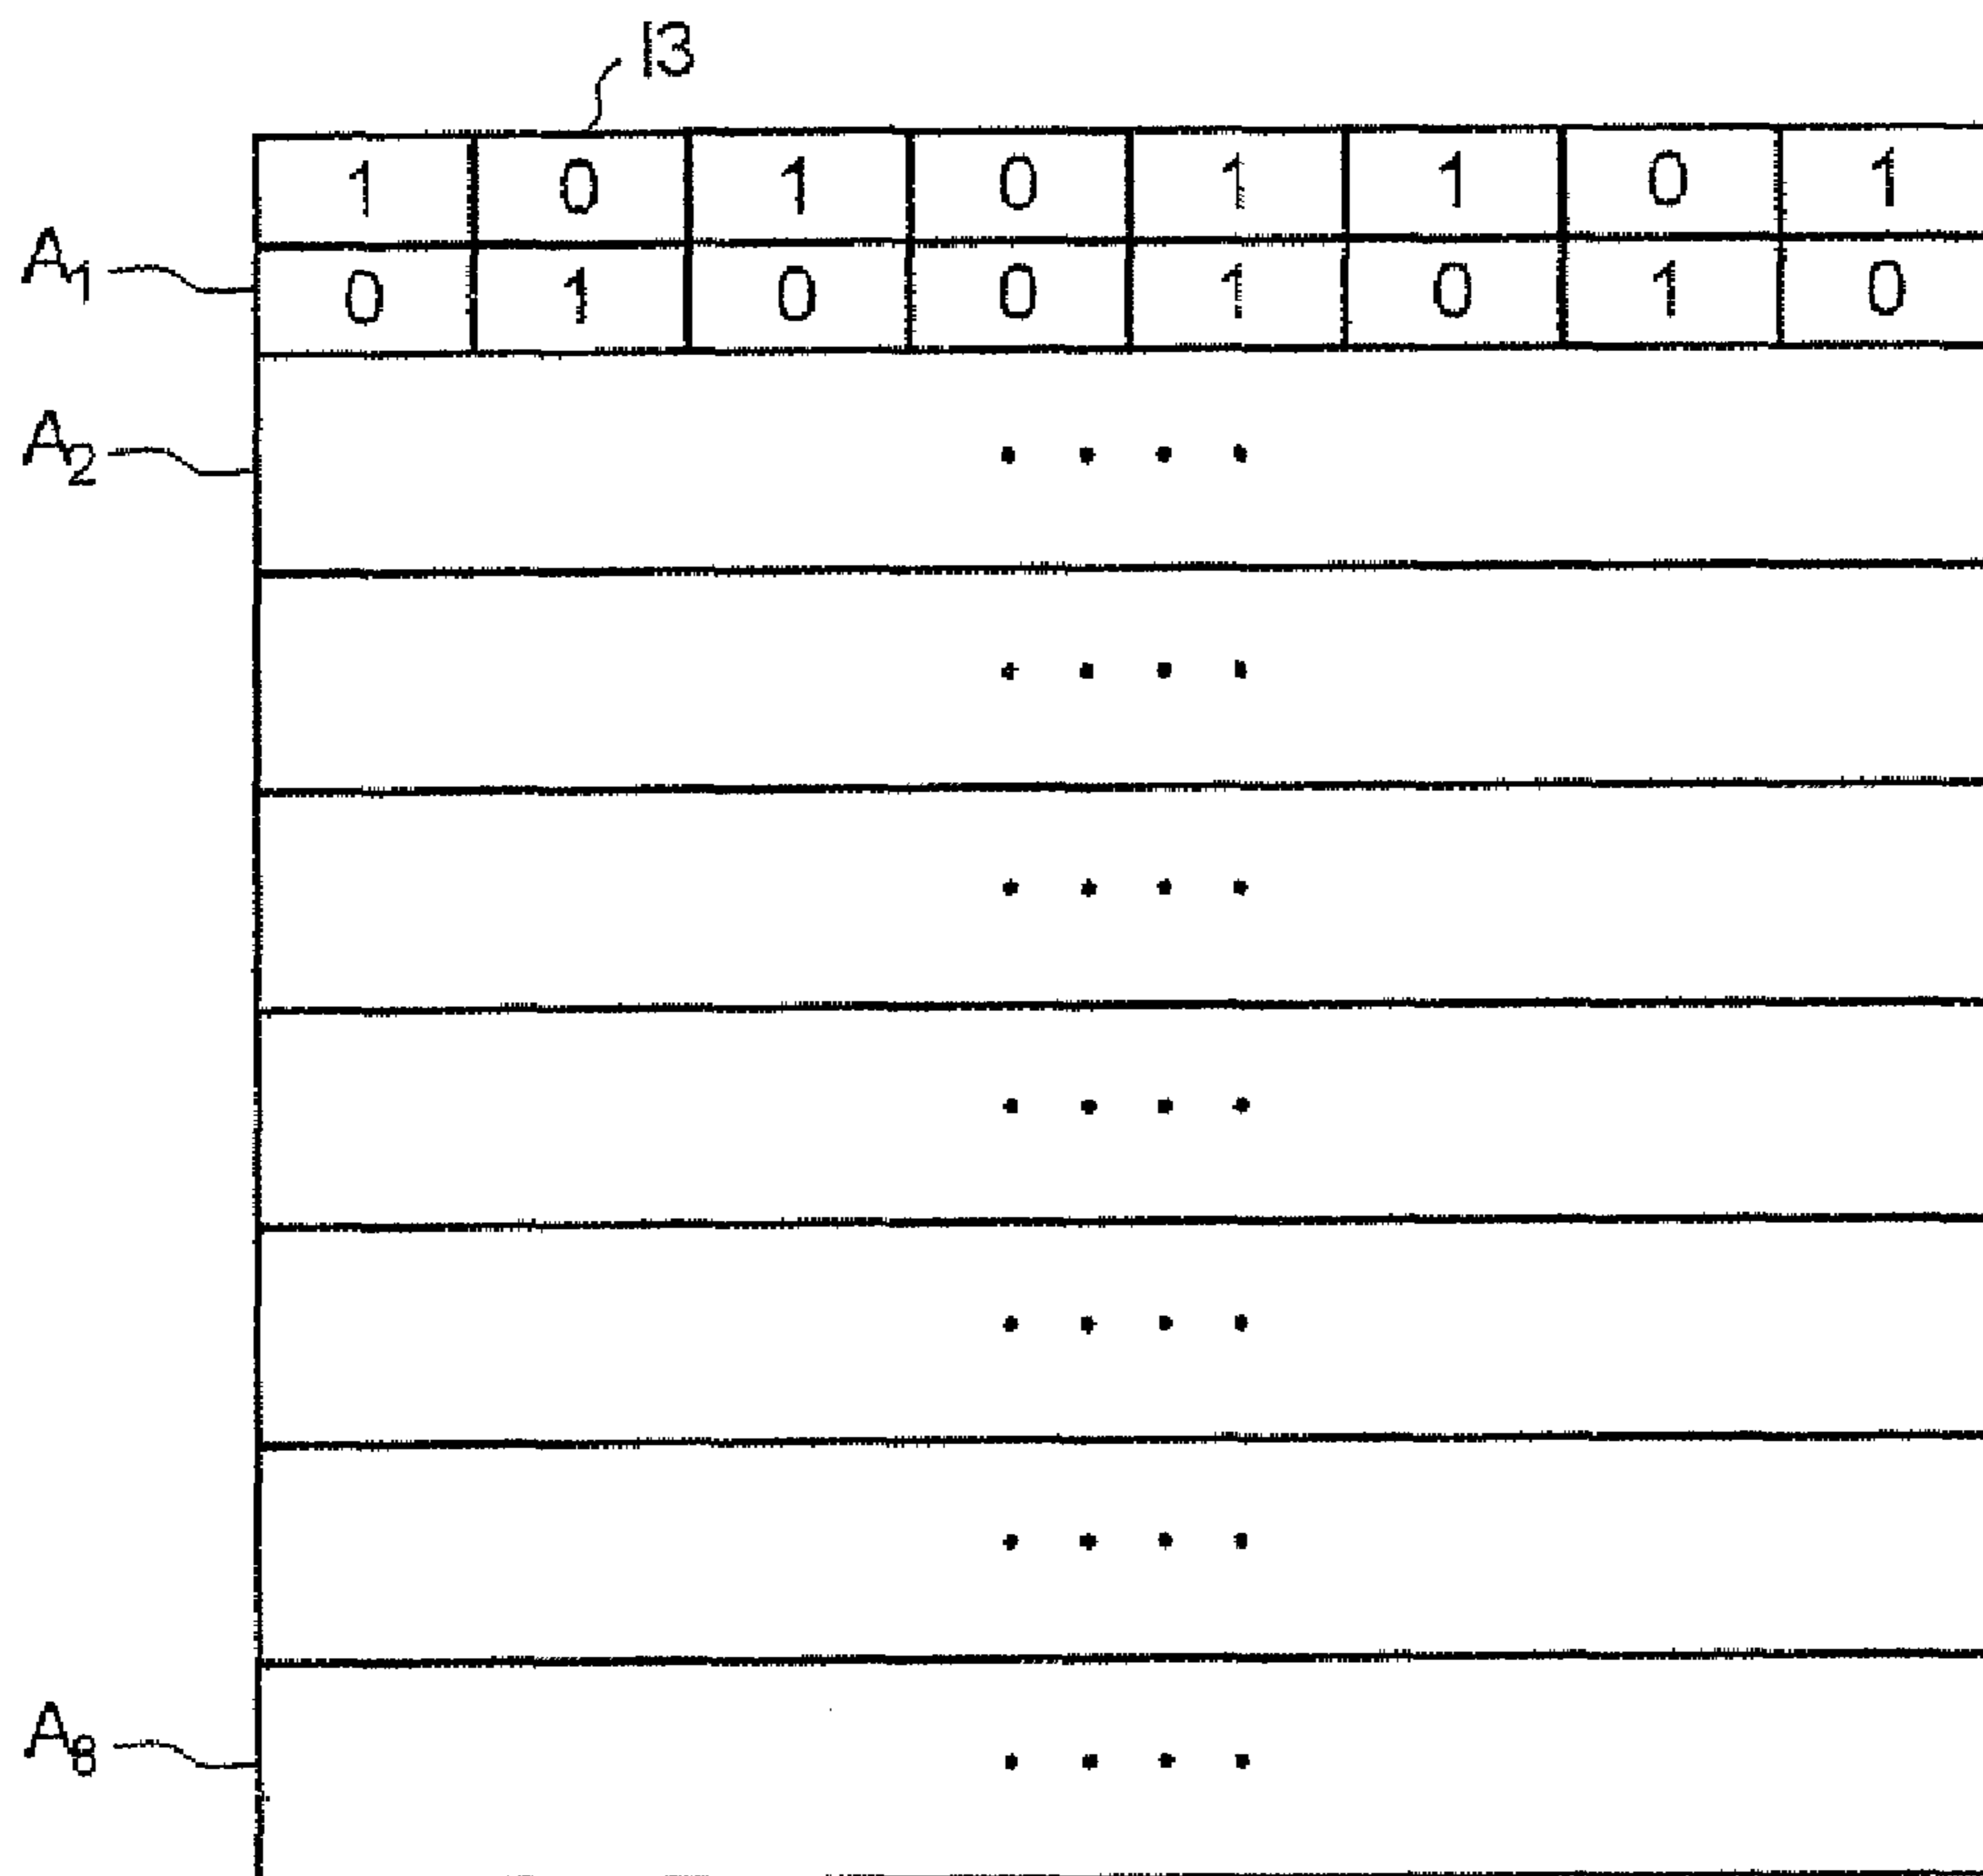 13
1 0 1 0 1 1 0 1
A1
0 1 0 0 1 0 1 0
A2
. . . .
. . . .
. . . .
. . . .
. . . .
. . . .
A8
. . . .